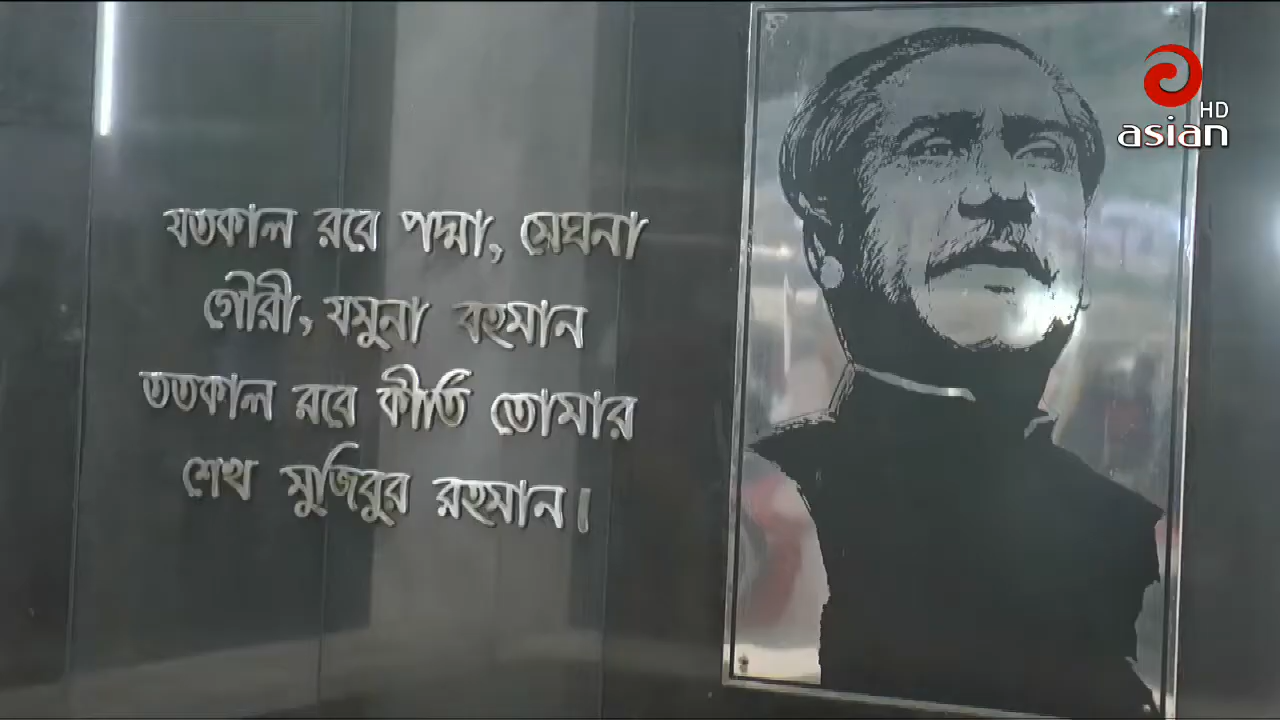 যতকাল রবে পদ্মা, মেঘনা
গৌরী, যমুনা বহমান
ততকাল রবে কীর্তি তোমার
শেখ মুজিবুর রহমান।
HD
asian